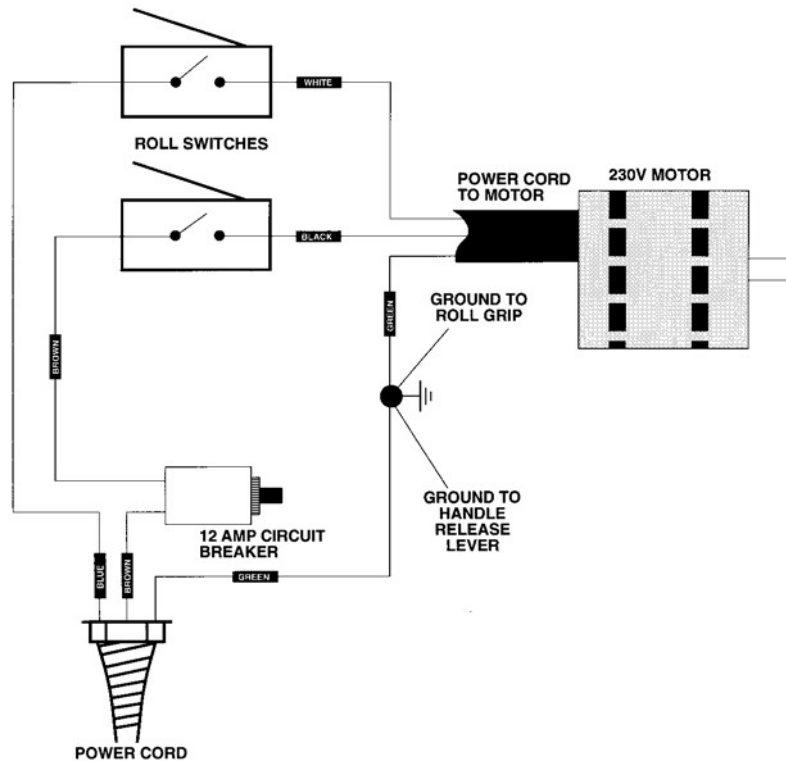 WHITE
ROLL SWITCHES
POWER CORD
TO MOTOR
230V MOTOR
BLACK
GROUND TO
ROLL GRIP
GREEN
BROWN
GROUND TO
HANDLE
RELEASE
LEVER
12 AMP CIRCUIT
BREAKER
BLUE
BROWN
GREEN
POWER CORD